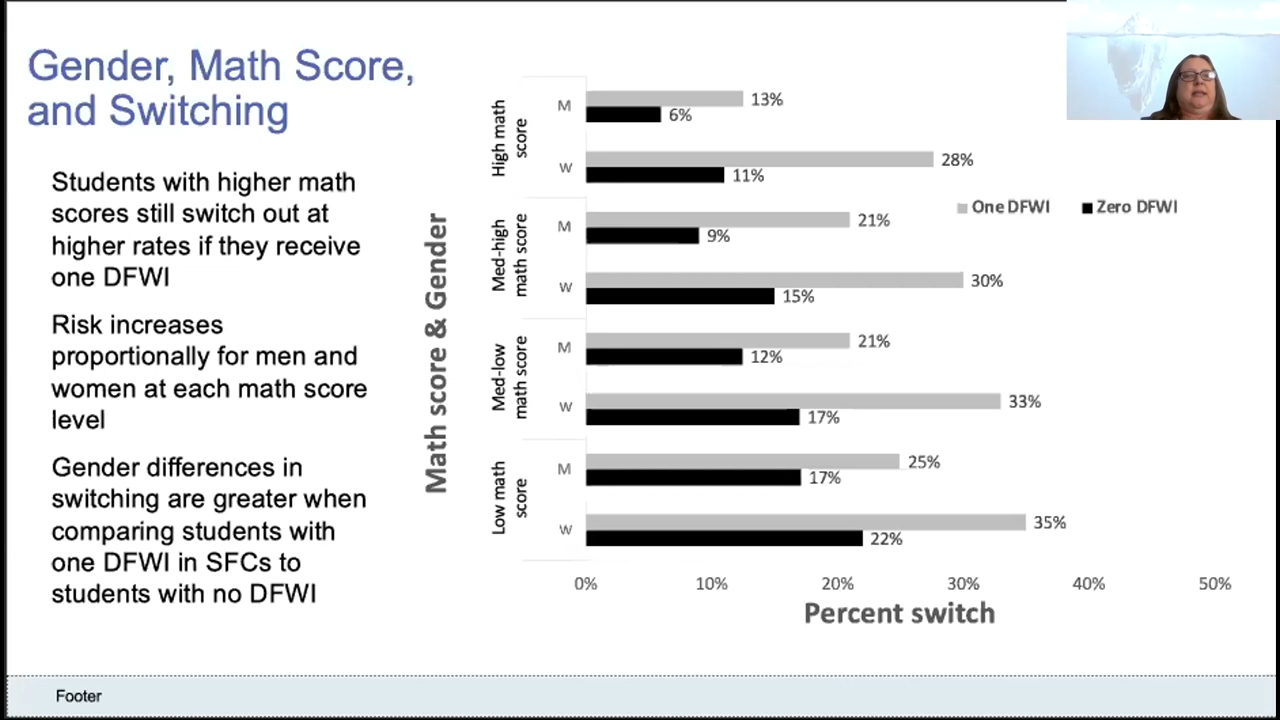 Gender, Math Score,
and Switching
Students with higher math
scores still switch out at
higher rates if they receive
one DFWI
Risk increases
proportionally for men and
women at each math score
level
Gender differences in
switching are greater when
comparing students with
one DFWI in SFCs to
students with no DFWI
Math score & Gender
High math
score
M
13%
6%
W
28%
11%
One DFWI
Zero DFWI
Med-high
math score
M
21%
9%
W
30%
15%
Med-low
math score
M
21%
12%
W
33%
17%
Low math
score
M
25%
17%
W
35%
22%
0% 10% 20% 30% 40% 50%
Percent switch
Footer